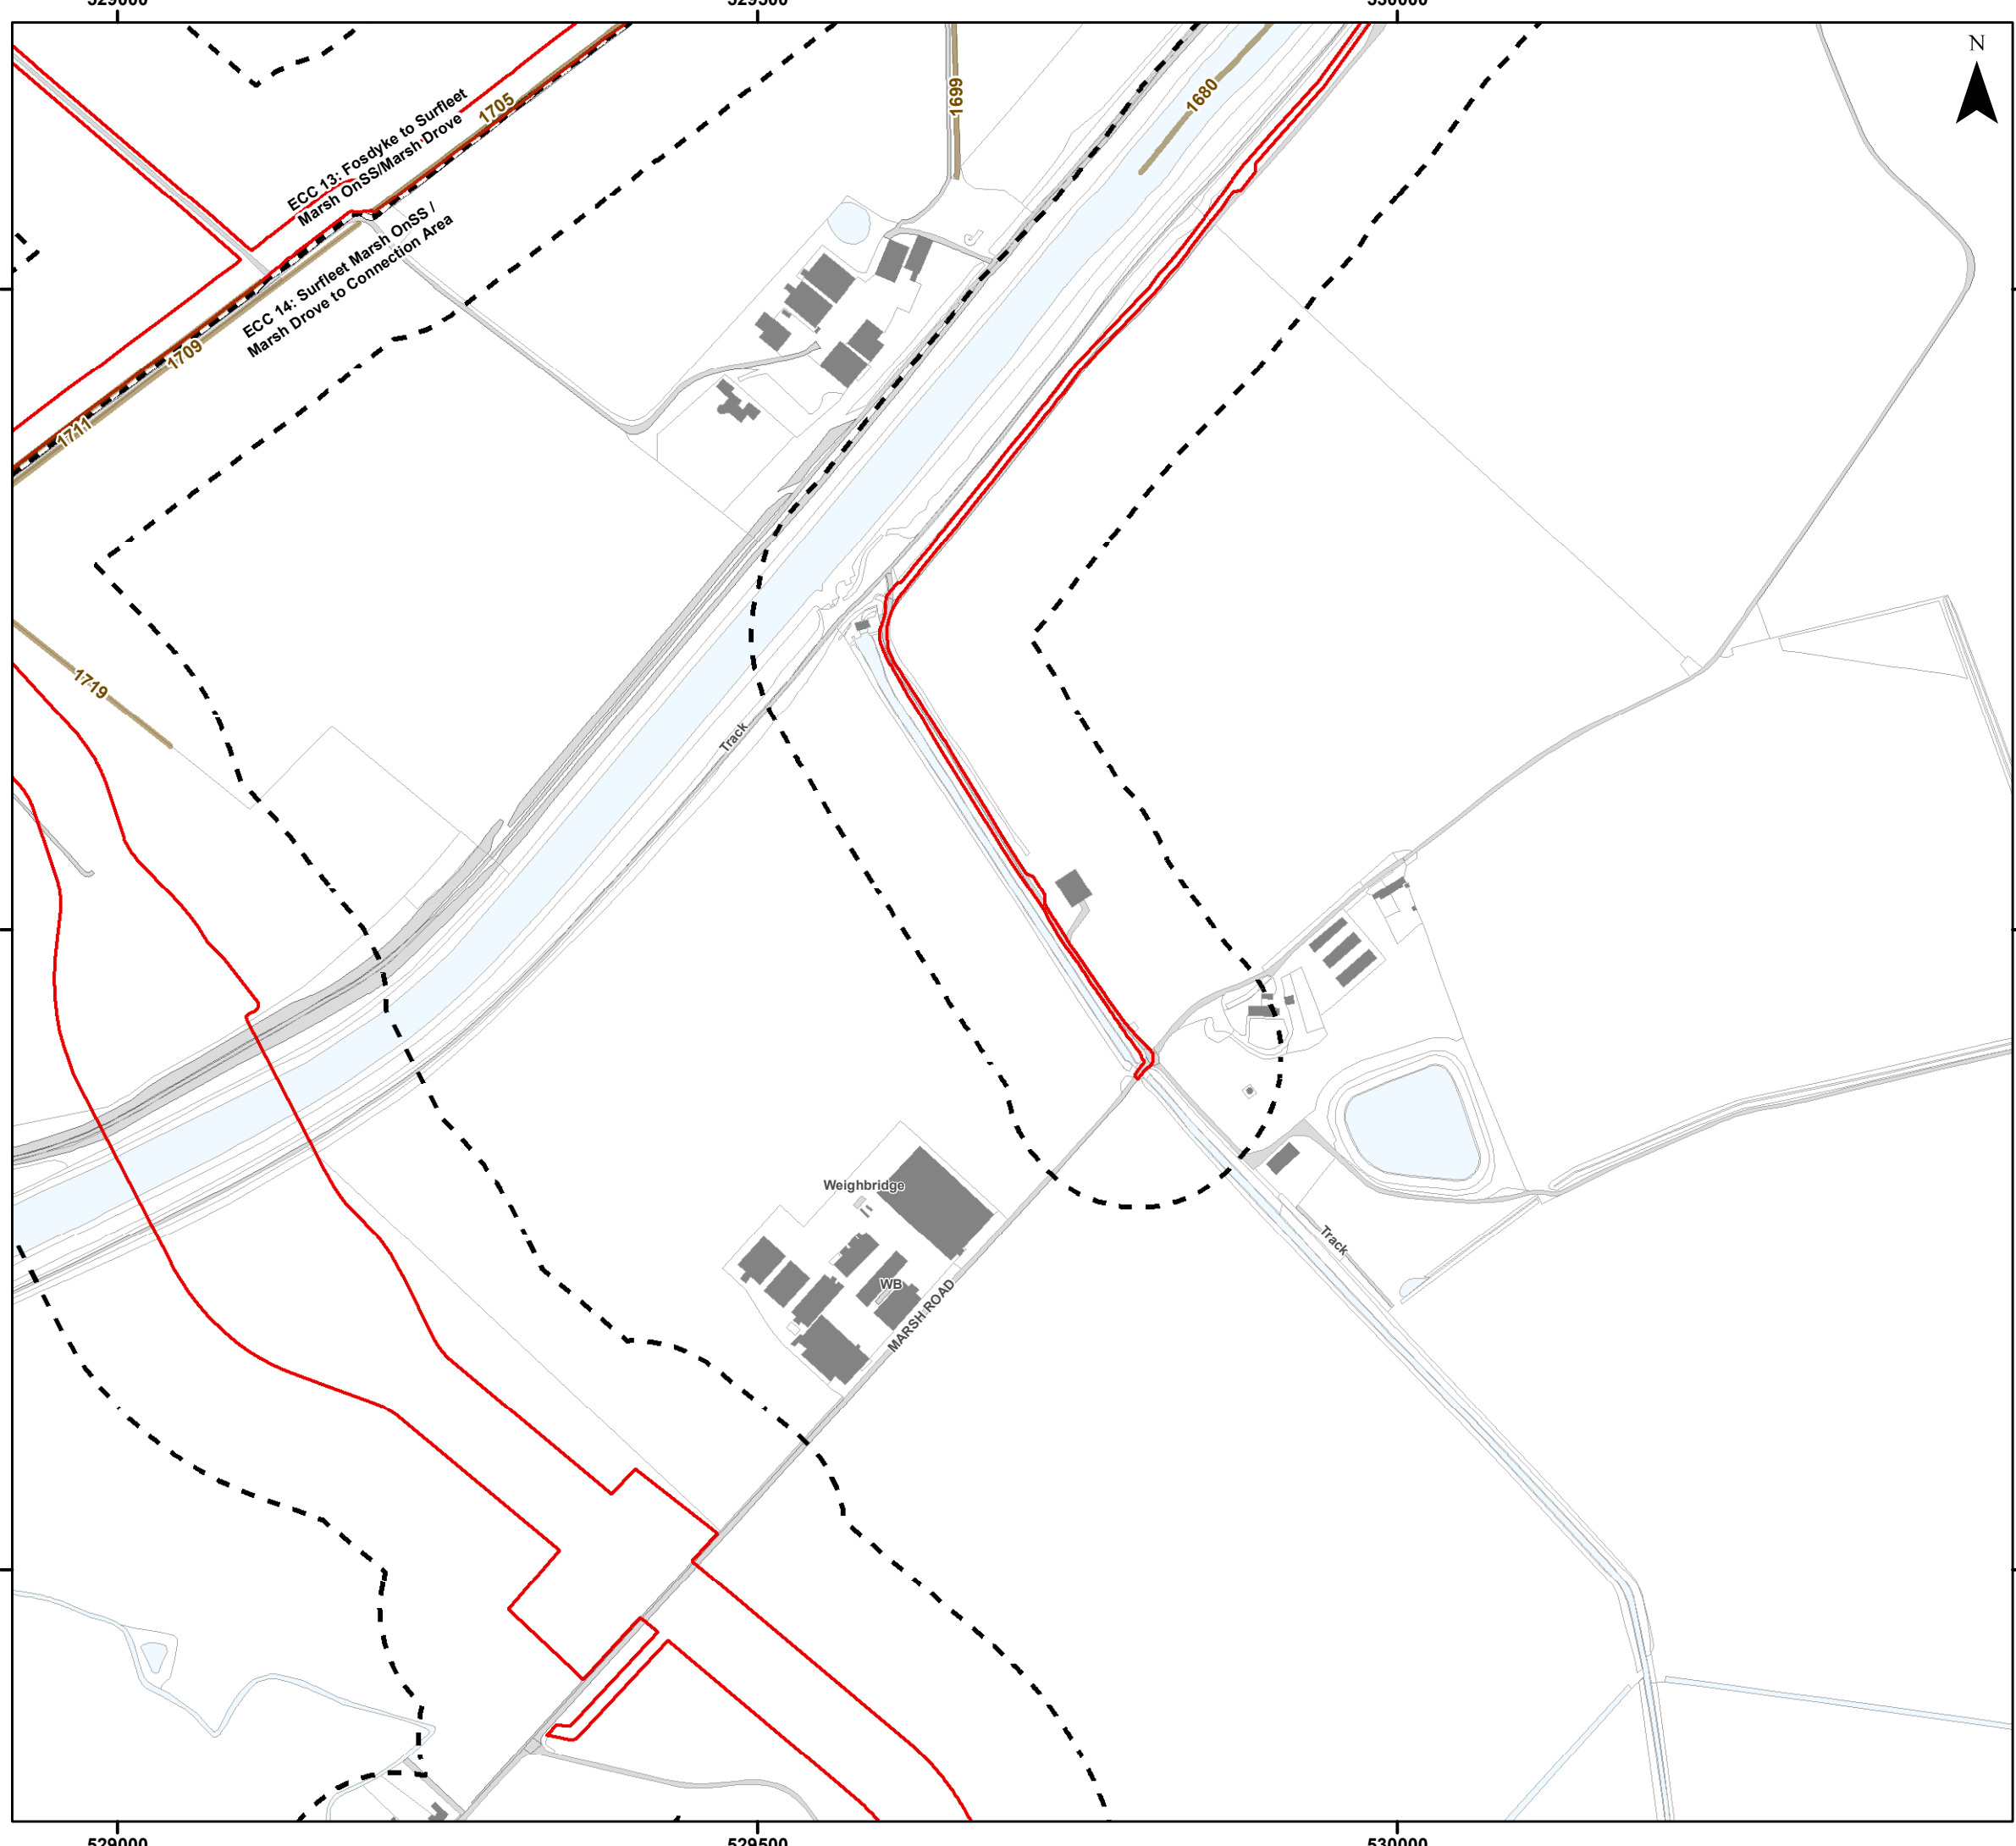 529000
529500
530000
N
ECC 13: Fosdyke to Surfleet
Marsh OnSS/Marsh Drove
1705
1699
1680
ECC 14: Surfleet Marsh OnSS /
Marsh Drove to Connection Area
1709
1711
1719
Track
Weighbridge
WB
MARSH ROAD
Track
529000
529500
530000